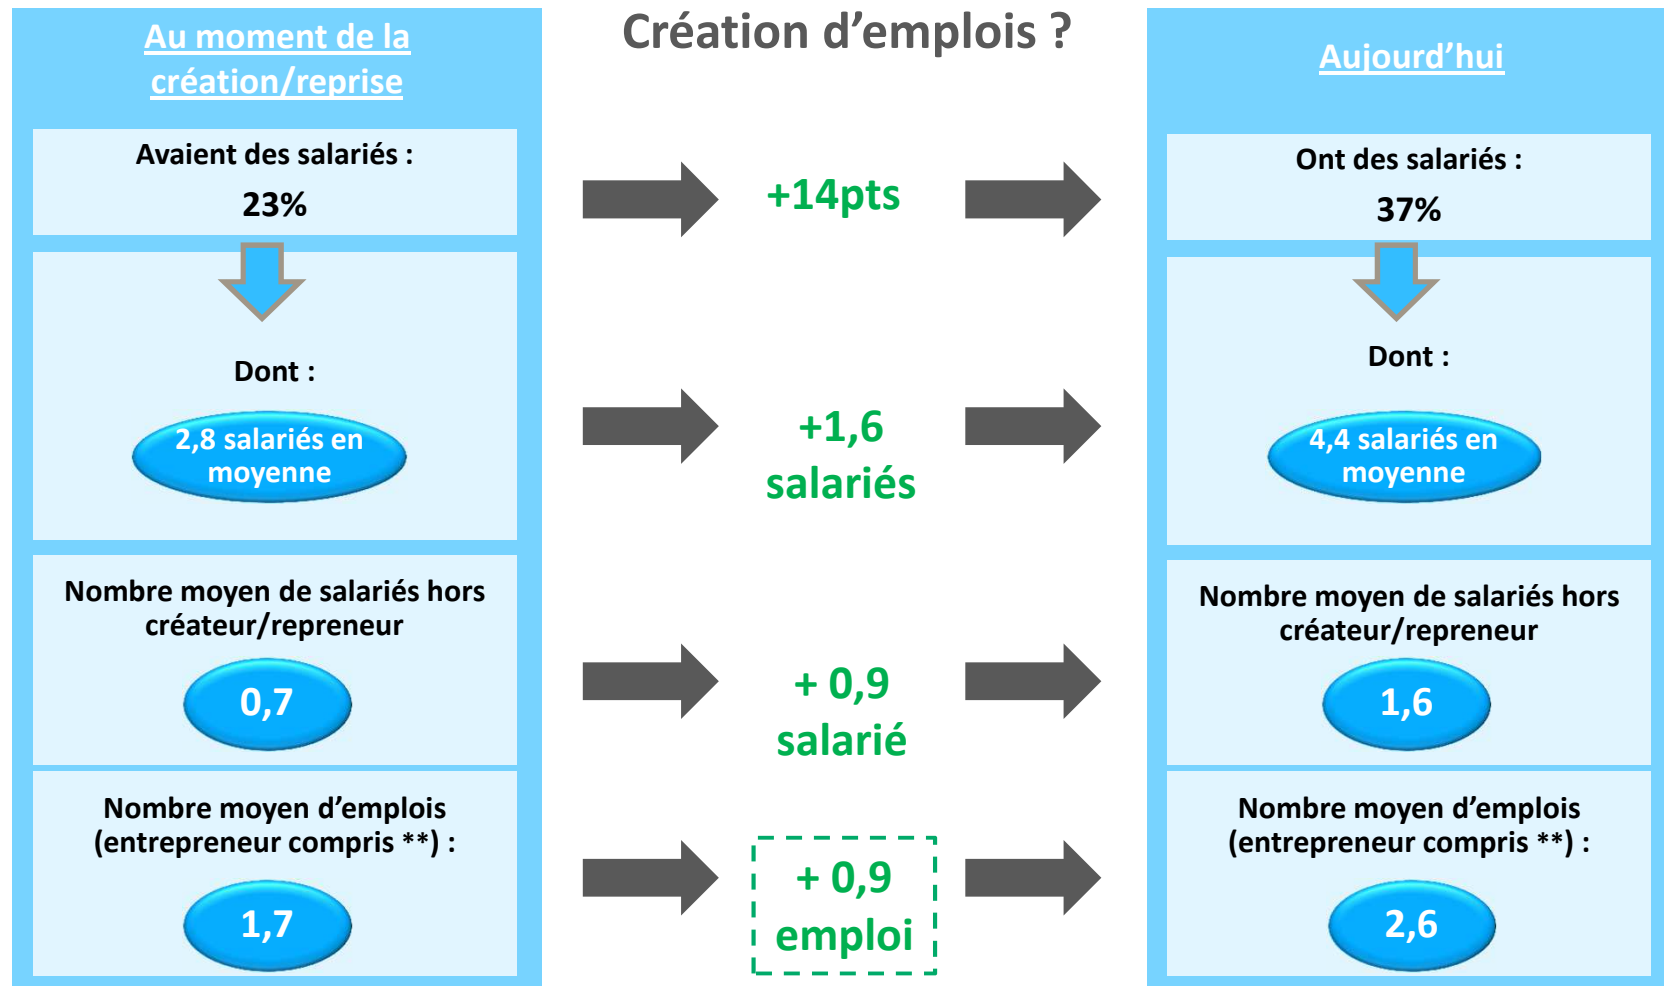 Création d’emplois ?
Au moment de la
création/reprise
Avaient des salariés :
23%
Dont :
2,8 salariés en
moyenne
Nombre moyen de salariés hors
créateur/repreneur
0,7
Nombre moyen d’emplois
(entrepreneur compris **) :
1,7
+14pts
+1,6
salariés
+ 0,9
salarié
+ 0,9
emploi
Aujourd’hui
Ont des salariés :
37%
Dont :
4,4 salariés en
moyenne
Nombre moyen de salariés hors
créateur/repreneur
1,6
Nombre moyen d’emplois
(entrepreneur compris **) :
2,6